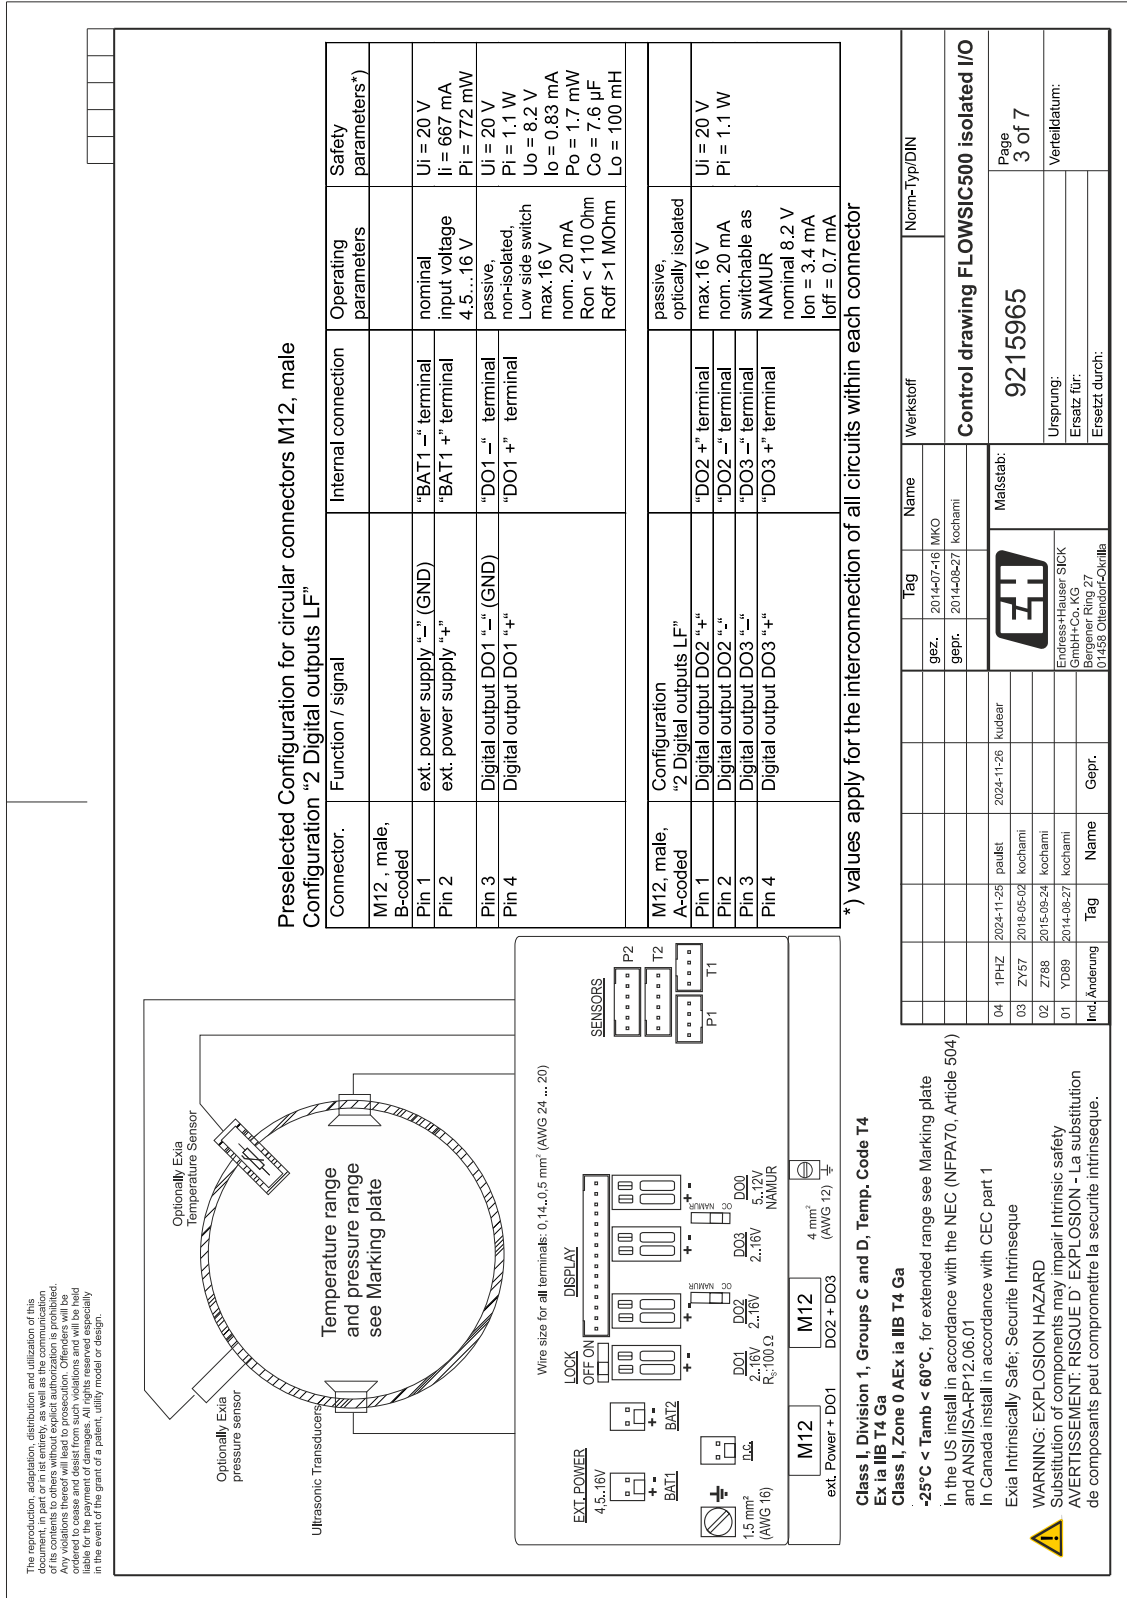 The reproduction, adaptation, distribution and utilization of this
document, in part or in ist entirety, as well as the communication
of its contents to others without explicit authorization is prohibited.
Any violations thereof will lead to prosecution. Offenders will be
ordered to cease and desist from such violations and will be held
liable for the payment of damages. All rights reserved especially
in the event of the grant of a patent, utility model or design.
Optionally Exia
Temperature Sensor
Optionally Exia
pressure sensor
Ultrasonic Transducers
Temperature range
and pressure range
see Marking plate
Wire size for all terminals: 0,14..0,5 mm² (AWG 24 ... 20)
SENSORS
P2
T2
P1
T1
EXT. POWER
4,5..16V
LOCK
OFF ON
DISPLAY
+ -
BAT1
+ -
BAT2
+ -
DO1
2..16V
Rs:100 Ω
+ -
DO2
2..16V
NAMUR
OC
+ -
DO3
2..16V
NAMUR
OC
+ -
DO0
5..12V
NAMUR
1.5 mm²
(AWG 16)
n.c.
M12
ext. Power + DO1
M12
DO2 + DO3
4 mm²
(AWG 12)
Preselected Configuration for circular connectors M12, male
Configuration “2 Digital outputs LF”
Connector. Function / signal Internal connection Operating parameters Safety parameters*)
M12 , male,
B-coded
Pin 1 ext. power supply “–” (GND) “BAT1 –“ terminal
Pin 2 ext. power supply “+” “BAT1 +” terminal
nominal
input voltage
4.5…16 V
Ui = 20 V
Ii = 667 mA
Pi = 772 mW
Pin 3 Digital output DO1 “–“ (GND) “DO1 –“ terminal
Pin 4 Digital output DO1 “+“ “DO1 +” terminal
passive,
non-isolated,
Low side switch
max.16 V
nom. 20 mA
Ron < 110 Ohm
Roff >1 MOhm
Ui = 20 V
Pi = 1.1 W
Uo = 8.2 V
Io = 0.83 mA
Po = 1.7 mW
Co = 7.6 µF
Lo = 100 mH
M12, male,
A-coded
Configuration
“2 Digital outputs LF”
passive,
optically isolated
Pin 1 Digital output DO2 “+“ “DO2 +” terminal
Pin 2 Digital output DO2 “-“ “DO2 –“ terminal
Pin 3 Digital output DO3 “–“ “DO3 –“ terminal
Pin 4 Digital output DO3 “+“ “DO3 +” terminal
max.16 V
nom. 20 mA
switchable as
NAMUR
nominal 8.2 V
Ion = 3.4 mA
Ioff = 0.7 mA
Ui = 20 V
Pi = 1.1 W
*) values apply for the interconnection of all circuits within each connector
Class I, Division 1, Groups C and D, Temp. Code T4
Ex ia IIB T4 Ga
Class I, Zone 0 AEx ia IIB T4 Ga
-25°C < Tamb < 60°C, for extended range see Marking plate
In the US install in accordance with the NEC (NFPA70, Article 504)
and ANSI/ISA-RP12.06.01
In Canada install in accordance with CEC part 1
Exia Intrinsically Safe; Securite Intrinseque
WARNING: EXPLOSION HAZARD
Substitution of components may impair Intrinsic safety
AVERTISSEMENT: RISQUE D` EXPLOSION - La substitution
de composants peut compromettre la securite intrinseque.
04 1PHZ 2024-11-25 paulst 2024-11-26 kudear
03 ZY57 2018-05-02 kochami
02 Z788 2015-09-24 kochami
01 YD89 2014-08-27 kochami
Ind. Änderung Tag Name Gepr.
Tag Name
gez. 2014-07-16 MKO
gepr. 2014-08-27 kochami
EH
Endress+Hauser SICK
GmbH+Co. KG
Bergener Ring 27
01458 Ottendorf-Okrilla
Maßstab:
Werkstoff
Norm-Typ/DIN
Control drawing FLOWSIC500 isolated I/O
9215965
Page
3 of 7
Ursprung:
Ersatz für:
Ersetzt durch:
Verteildatum: